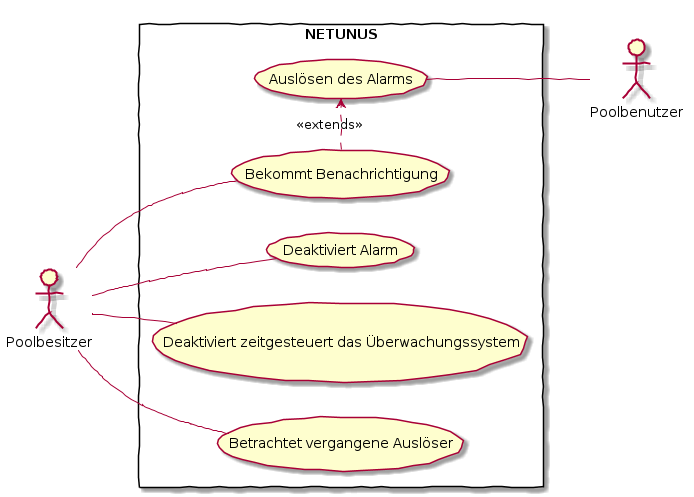 NETUNUS
Auslösen des Alarms
Poolbenutzer
«extends»
Bekommt Benachrichtigung
Deaktiviert Alarm
Poolbesitzer
Deaktiviert zeitgesteuert das Überwachungssystem
Betrachtet vergangene Auslöser